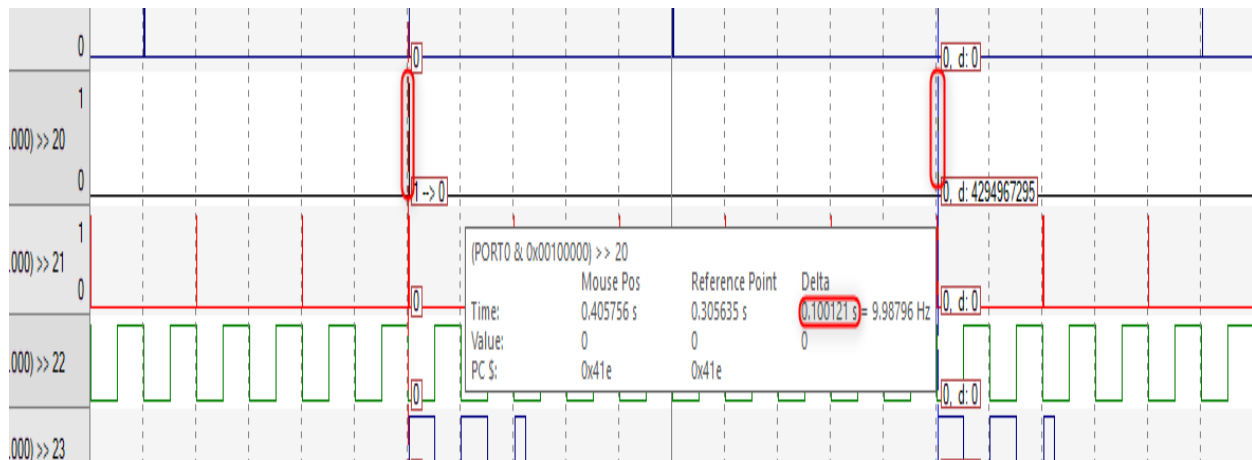 0
0
0, d: 0
1
.000) >> 20
0
1 --> 0
0, d: 4294967295
1
.000) >> 21
0
0
0, d: 0
(PORT0 & 0x00100000) >> 20
Mouse Pos Reference Point Delta
Time: 0.405756 s 0.305635 s 0.100121 s = 9.98796 Hz
Value: 0 0 0
PC $: 0x41e 0x41e
.000) >> 22
0
0, d: 0
.000) >> 23